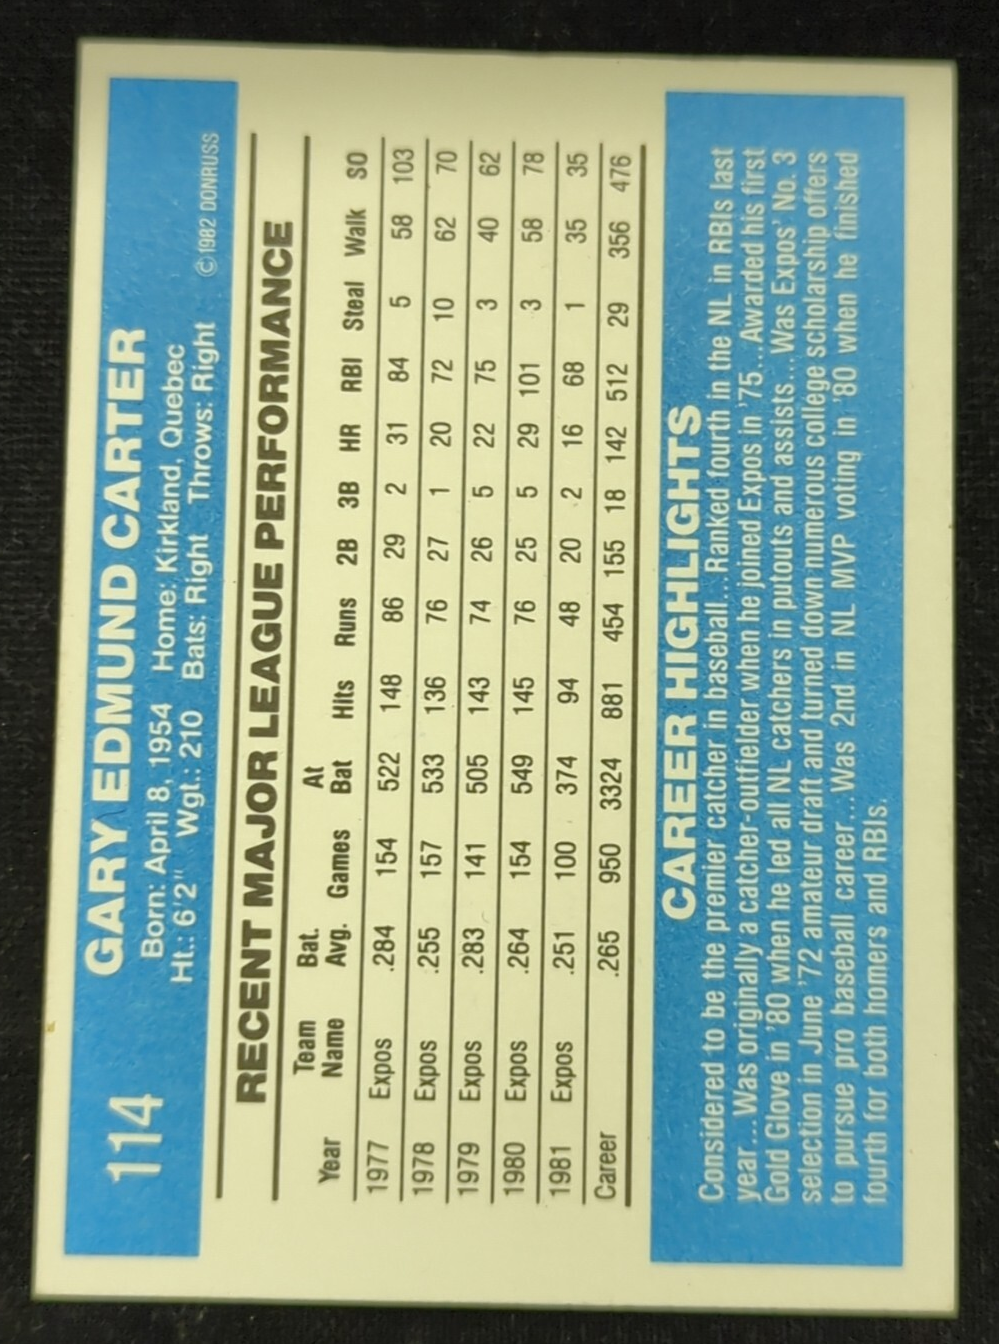 114
GARY EDMUND CARTER
Born: April 8, 1954 Home: Kirkland, Quebec
Ht.: 6'2" Wgt.: 210 Bats: Right Throws: Right © 1982 DONRUSS
RECENT MAJOR LEAGUE PERFORMANCE
Year Team Name Bat. Avg. Games At Bat Hits Runs 2B 3B HR RBI Steal Walk SO
1977 Expos .284 154 522 148 86 29 2 31 84 5 58 103
1978 Expos .255 157 533 136 76 27 1 20 72 10 62 70
1979 Expos .283 141 505 143 74 26 5 22 75 3 40 62
1980 Expos .264 154 549 145 76 25 5 29 101 3 58 78
1981 Expos .251 100 374 94 48 20 2 16 68 1 35 35
Career .265 950 3324 881 454 155 18 142 512 29 356 476
CAREER HIGHLIGHTS
Considered to be the premier catcher in baseball...Ranked fourth in the NL in RBIs last
year...Was originally a catcher-outfielder when he joined Expos in '75...Awarded his first
Gold Glove in '80 when he led all NL catchers in putouts and assists...Was Expos' No. 3
selection in June '72 amateur draft and turned down numerous college scholarship offers
to pursue pro baseball career...Was 2nd in NL MVP voting in '80 when he finished
fourth for both homers and RBIs.